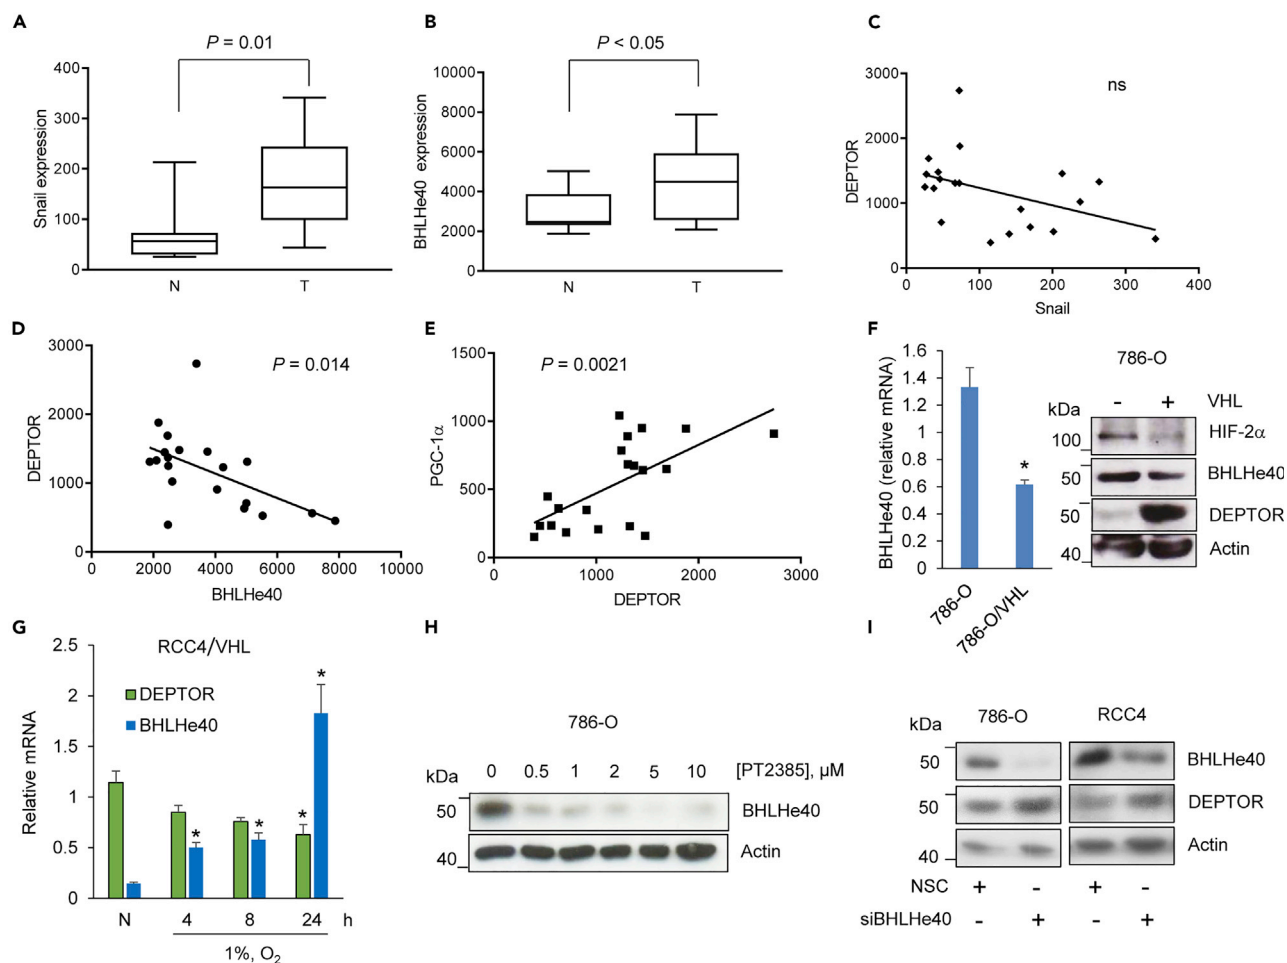 A
P = 0.01
Snail expression
400
300
200
100
0
N T
B
P < 0.05
BHLHe40 expression
10000
8000
6000
4000
2000
0
N T
C
ns
DEPTOR
3000
2000
1000
0
0 100 200 300 400
Snail
D
P = 0.014
DEPTOR
3000
2000
1000
0
0 2000 4000 6000 8000 10000
BHLHe40
E
P = 0.0021
PGC-1α
1500
1000
500
0
0 1000 2000 3000
DEPTOR
F
BHLHe40 (relative mRNA)
1.6
1.4
1.2
1
0.8
0.6
0.4
0.2
0
*
786-O
786-O/VHL
786-O
kDa - + VHL
100 HIF-2α
50 BHLHe40
50 DEPTOR
40 Actin
G
RCC4/VHL
DEPTOR
BHLHe40
Relative mRNA
2.5
2
1.5
1
0.5
0
* * * *
N 4 8 24 h
1%, O2
H
786-O
kDa 0 0.5 1 2 5 10 [PT2385], µM
50 BHLHe40
40 Actin
I
kDa 786-O RCC4
50 BHLHe40
50 DEPTOR
40 Actin
NSC + - + -
siBHLHe40 - + - +